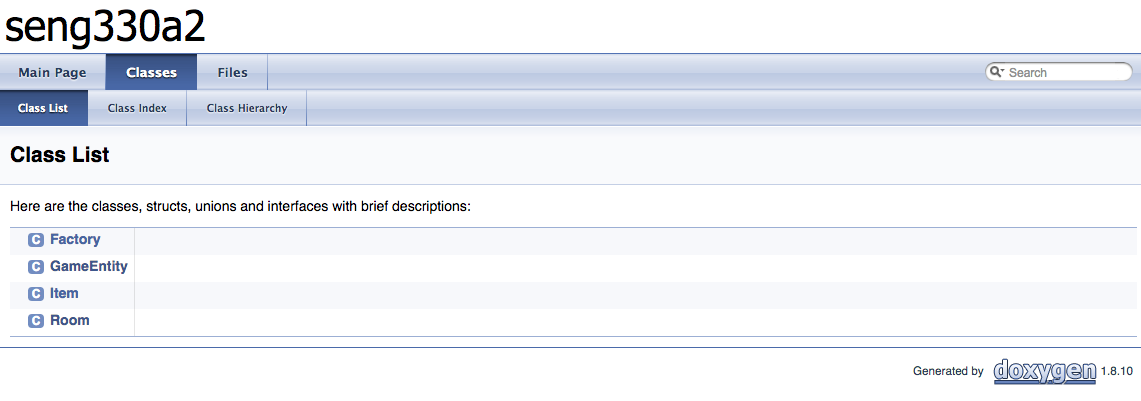 seng330a2
Main Page Classes Files Search
Class List Class Index Class Hierarchy
Class List
Here are the classes, structs, unions and interfaces with brief descriptions:
C Factory
C GameEntity
C Item
C Room
Generated by doxygen 1.8.10